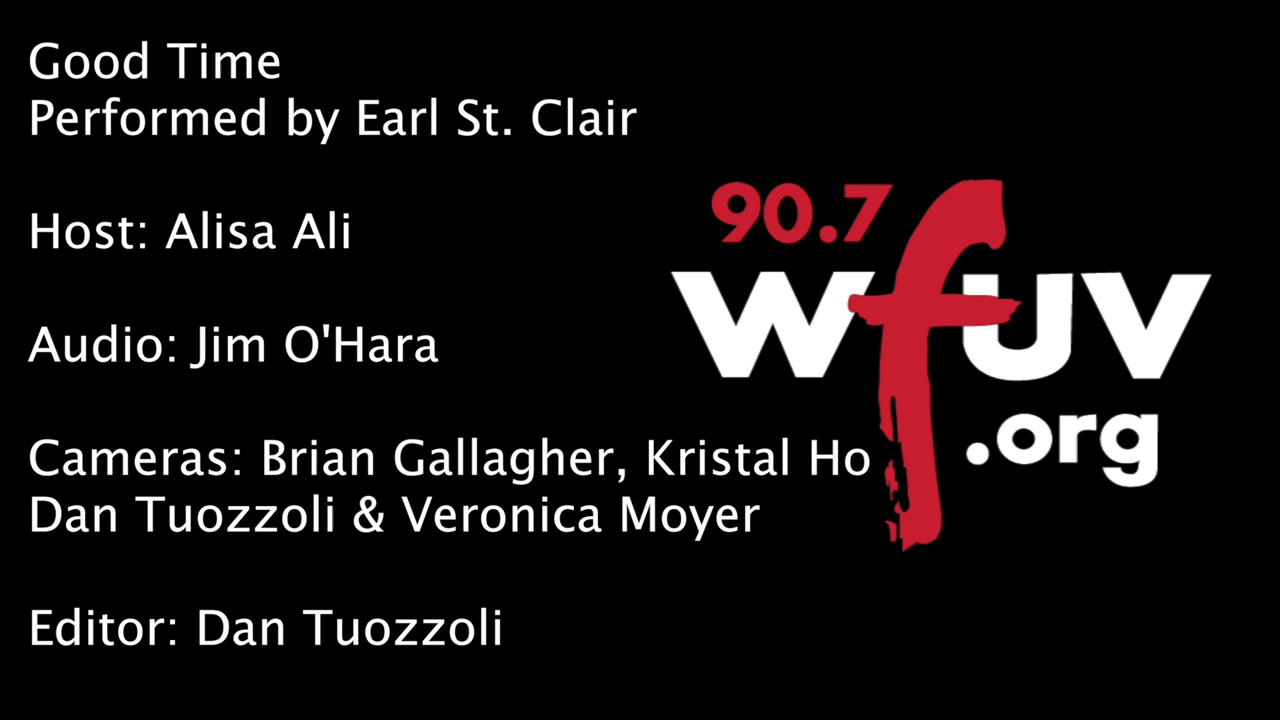 Good Time
Performed by Earl St. Clair
Host: Alisa Ali
Audio: Jim O'Hara
Cameras: Brian Gallagher, Kristal Ho
Dan Tuozzoli & Veronica Moyer
Editor: Dan Tuozzoli
90.7
wfuv
.org